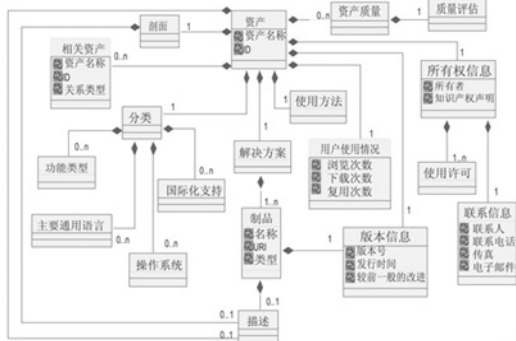 资产
资产名称
ID
剖面
1
0..n
资产质量
1
质量评估
相关资产
资产名称
ID
关系类型
0..n
1
所有权信息
所有者
知识产权声明
分类
1
1
1
使用方法
1
用户使用情况
浏览次数
下载次数
复用次数
功能类型
0..n
0..n
国际化支持
解决方案
1..n
使用许可
主要通用语言
0..n
0..n
操作系统
1..n
制品
名称
URI
类型
1
1
版本信息
版本号
发行时间
较前一般的改进
1
联系信息
联系人
联系电话
传真
电子邮件
0..1
0..1
0..1
描述